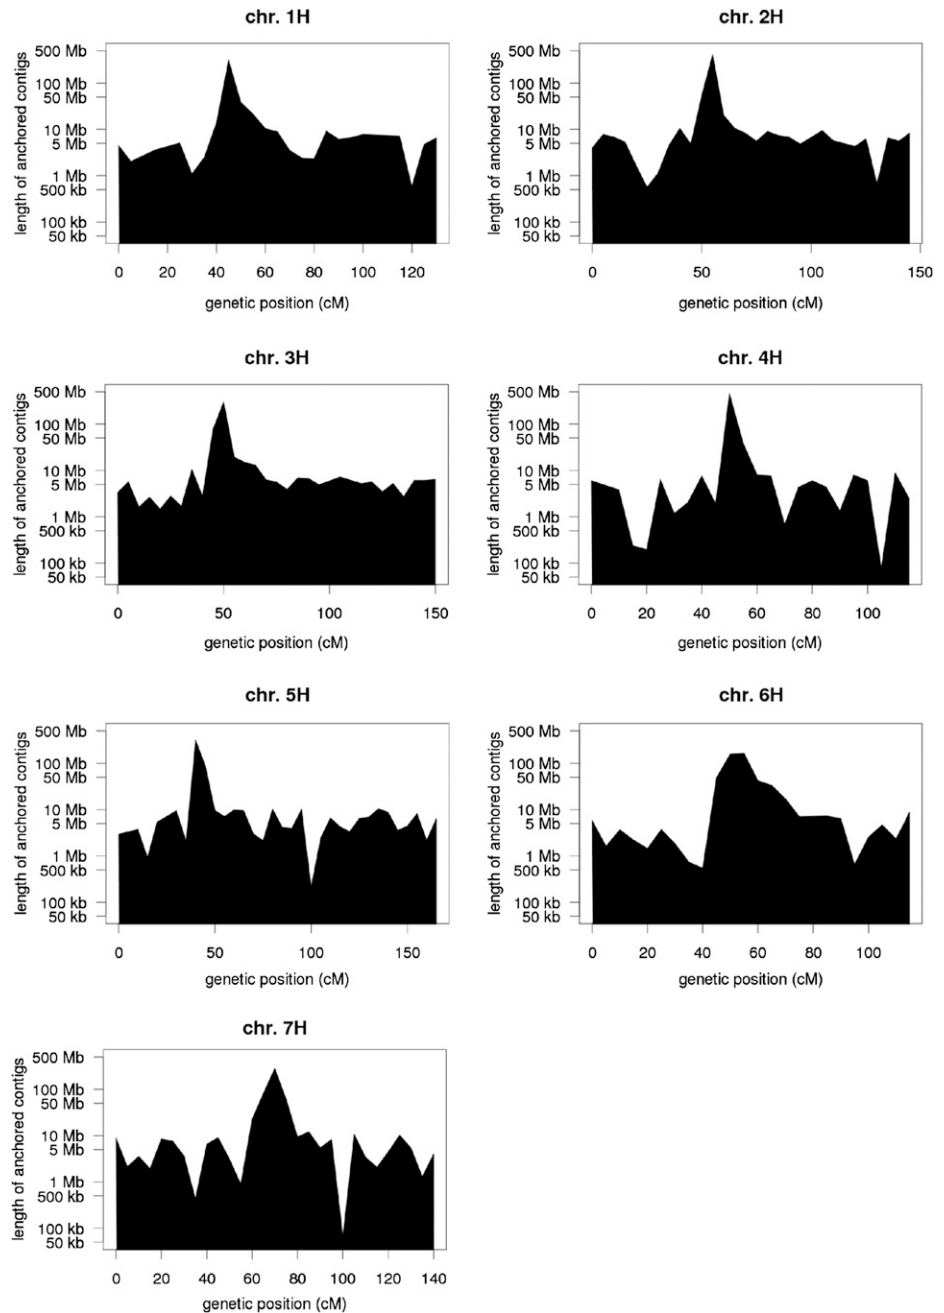 chr. 1H
length of anchored contigs
500 Mb
100 Mb
50 Mb
10 Mb
5 Mb
1 Mb
500 kb
100 kb
50 kb
0 20 40 60 80 100 120
genetic position (cM)
chr. 2H
length of anchored contigs
500 Mb
100 Mb
50 Mb
10 Mb
5 Mb
1 Mb
500 kb
100 kb
50 kb
0 50 100 150
genetic position (cM)
chr. 3H
length of anchored contigs
500 Mb
100 Mb
50 Mb
10 Mb
5 Mb
1 Mb
500 kb
100 kb
50 kb
0 50 100 150
genetic position (cM)
chr. 4H
length of anchored contigs
500 Mb
100 Mb
50 Mb
10 Mb
5 Mb
1 Mb
500 kb
100 kb
50 kb
0 20 40 60 80 100
genetic position (cM)
chr. 5H
length of anchored contigs
500 Mb
100 Mb
50 Mb
10 Mb
5 Mb
1 Mb
500 kb
100 kb
50 kb
0 50 100 150
genetic position (cM)
chr. 6H
length of anchored contigs
500 Mb
100 Mb
50 Mb
10 Mb
5 Mb
1 Mb
500 kb
100 kb
50 kb
0 20 40 60 80 100
genetic position (cM)
chr. 7H
length of anchored contigs
500 Mb
100 Mb
50 Mb
10 Mb
5 Mb
1 Mb
500 kb
100 kb
50 kb
0 20 40 60 80 100 120 140
genetic position (cM)